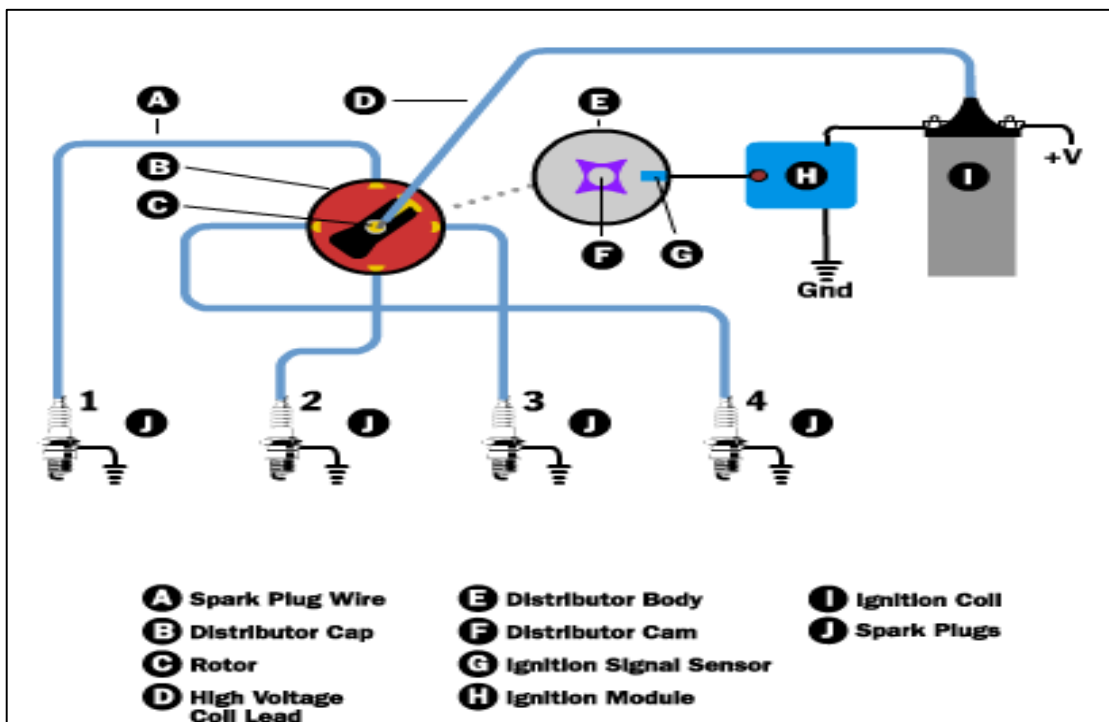 A
D
E
B
C
H
I
+V
F
G
Gnd
1
J
2
J
3
J
4
J
A Spark Plug Wire
B Distributor Cap
C Rotor
D High Voltage
Coil Lead
E Distributor Body
F Distributor Cam
G Ignition Signal Sensor
H Ignition Module
I Ignition Coil
J Spark Plugs